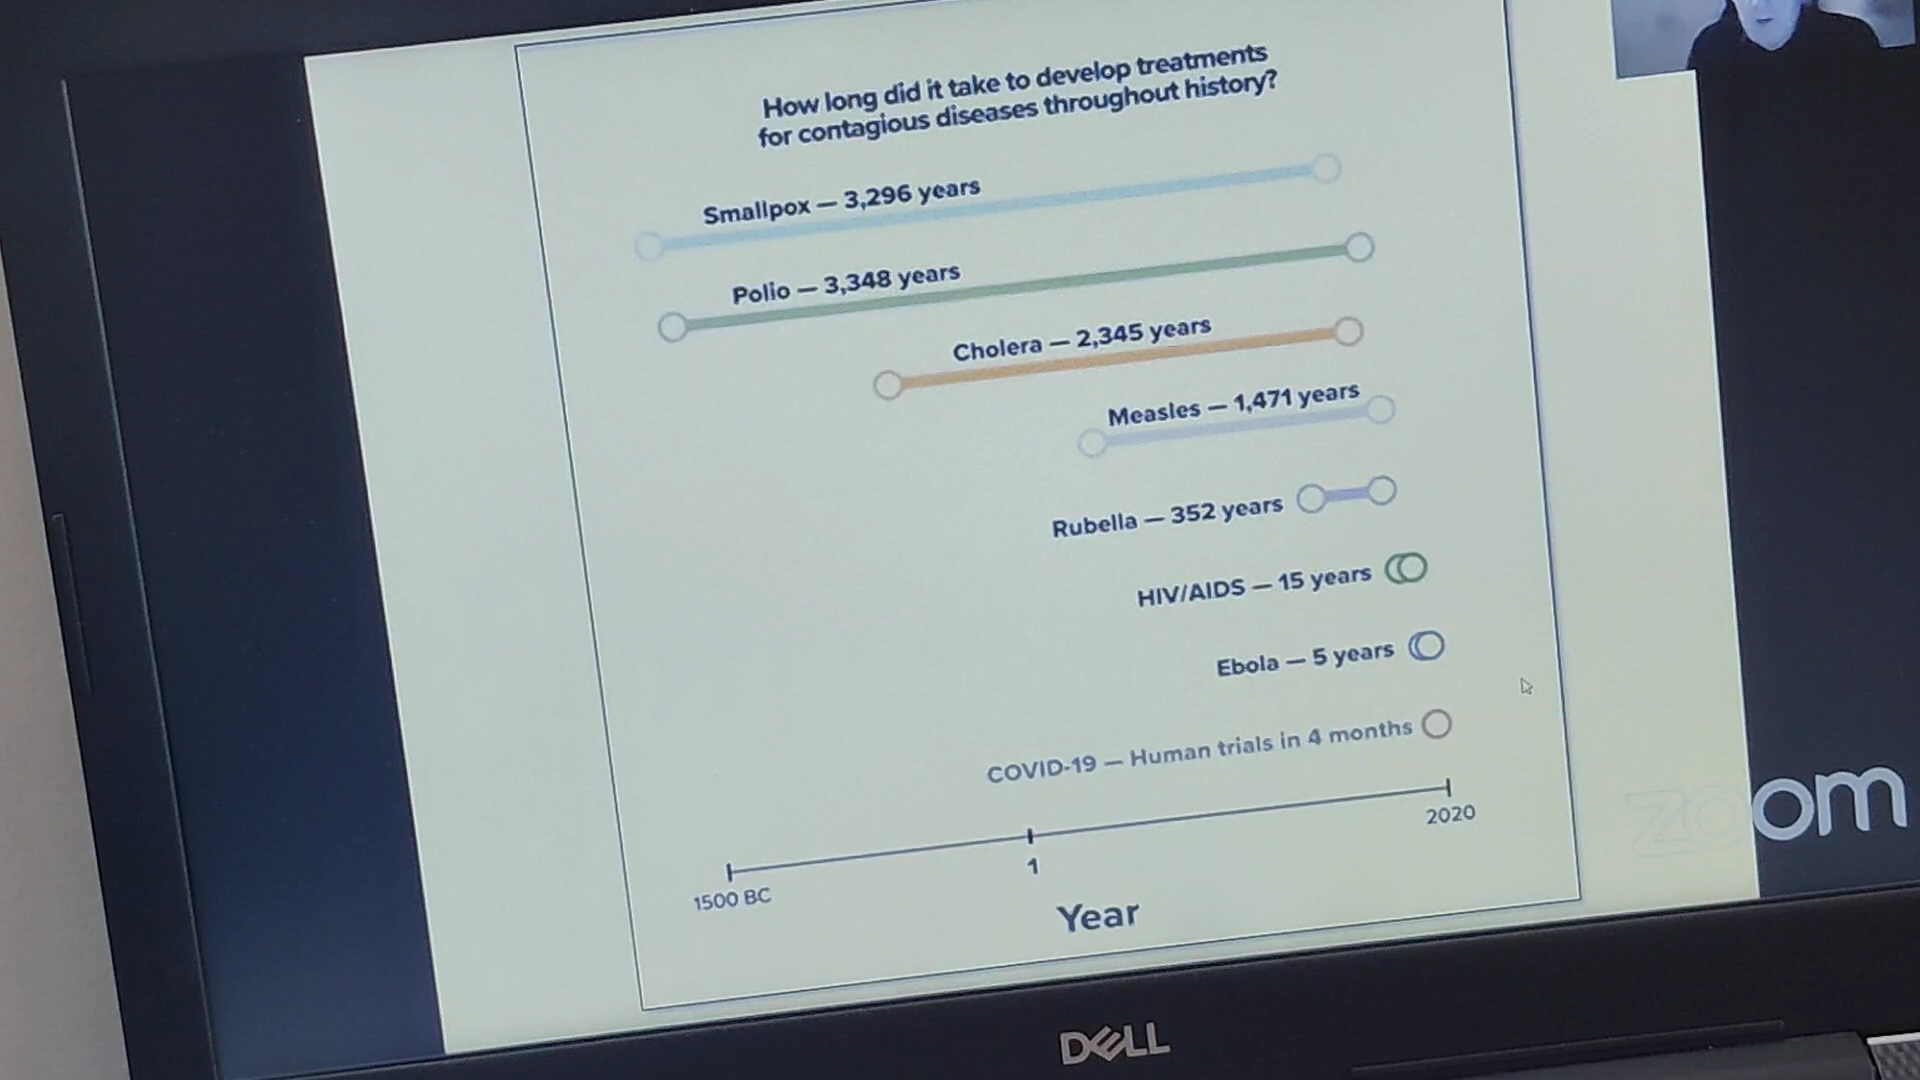 How long did it take to develop treatments
for contagious diseases throughout history?
Smallpox — 3,296 years
Polio — 3,348 years
Cholera — 2,345 years
Measles — 1,471 years
Rubella — 352 years
HIV/AIDS — 15 years
Ebola — 5 years
COVID-19 — Human trials in 4 months
1500 BC
1
2020
Year
zoom
DELL